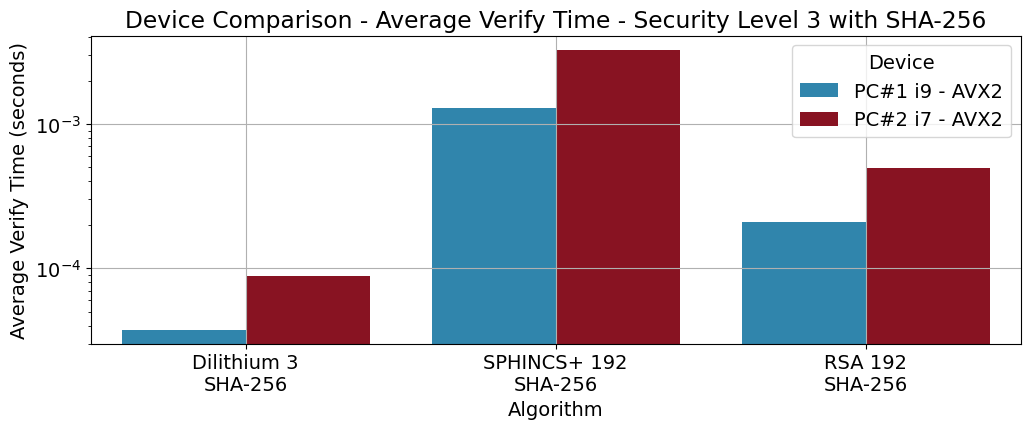 Device Comparison - Average Verify Time - Security Level 3 with SHA-256
Average Verify Time (seconds)
10⁻³
10⁻⁴
Device
PC#1 i9 - AVX2
PC#2 i7 - AVX2
Dilithium 3
SHA-256
SPHINCS+ 192
SHA-256
RSA 192
SHA-256
Algorithm